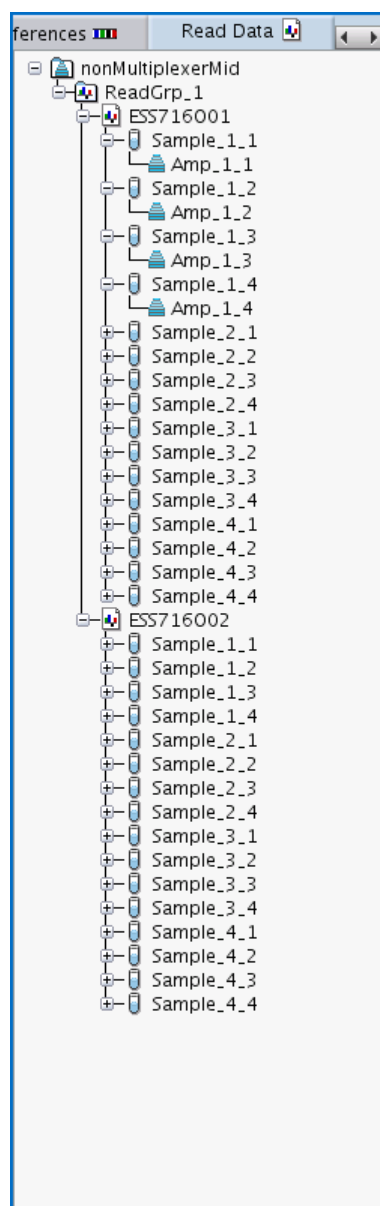 ferences Read Data
nonMultiplexerMid
ReadGrp_1
ESS716O01
Sample_1_1
Amp_1_1
Sample_1_2
Amp_1_2
Sample_1_3
Amp_1_3
Sample_1_4
Amp_1_4
Sample_2_1
Sample_2_2
Sample_2_3
Sample_2_4
Sample_3_1
Sample_3_2
Sample_3_3
Sample_3_4
Sample_4_1
Sample_4_2
Sample_4_3
Sample_4_4
ESS716O02
Sample_1_1
Sample_1_2
Sample_1_3
Sample_1_4
Sample_2_1
Sample_2_2
Sample_2_3
Sample_2_4
Sample_3_1
Sample_3_2
Sample_3_3
Sample_3_4
Sample_4_1
Sample_4_2
Sample_4_3
Sample_4_4